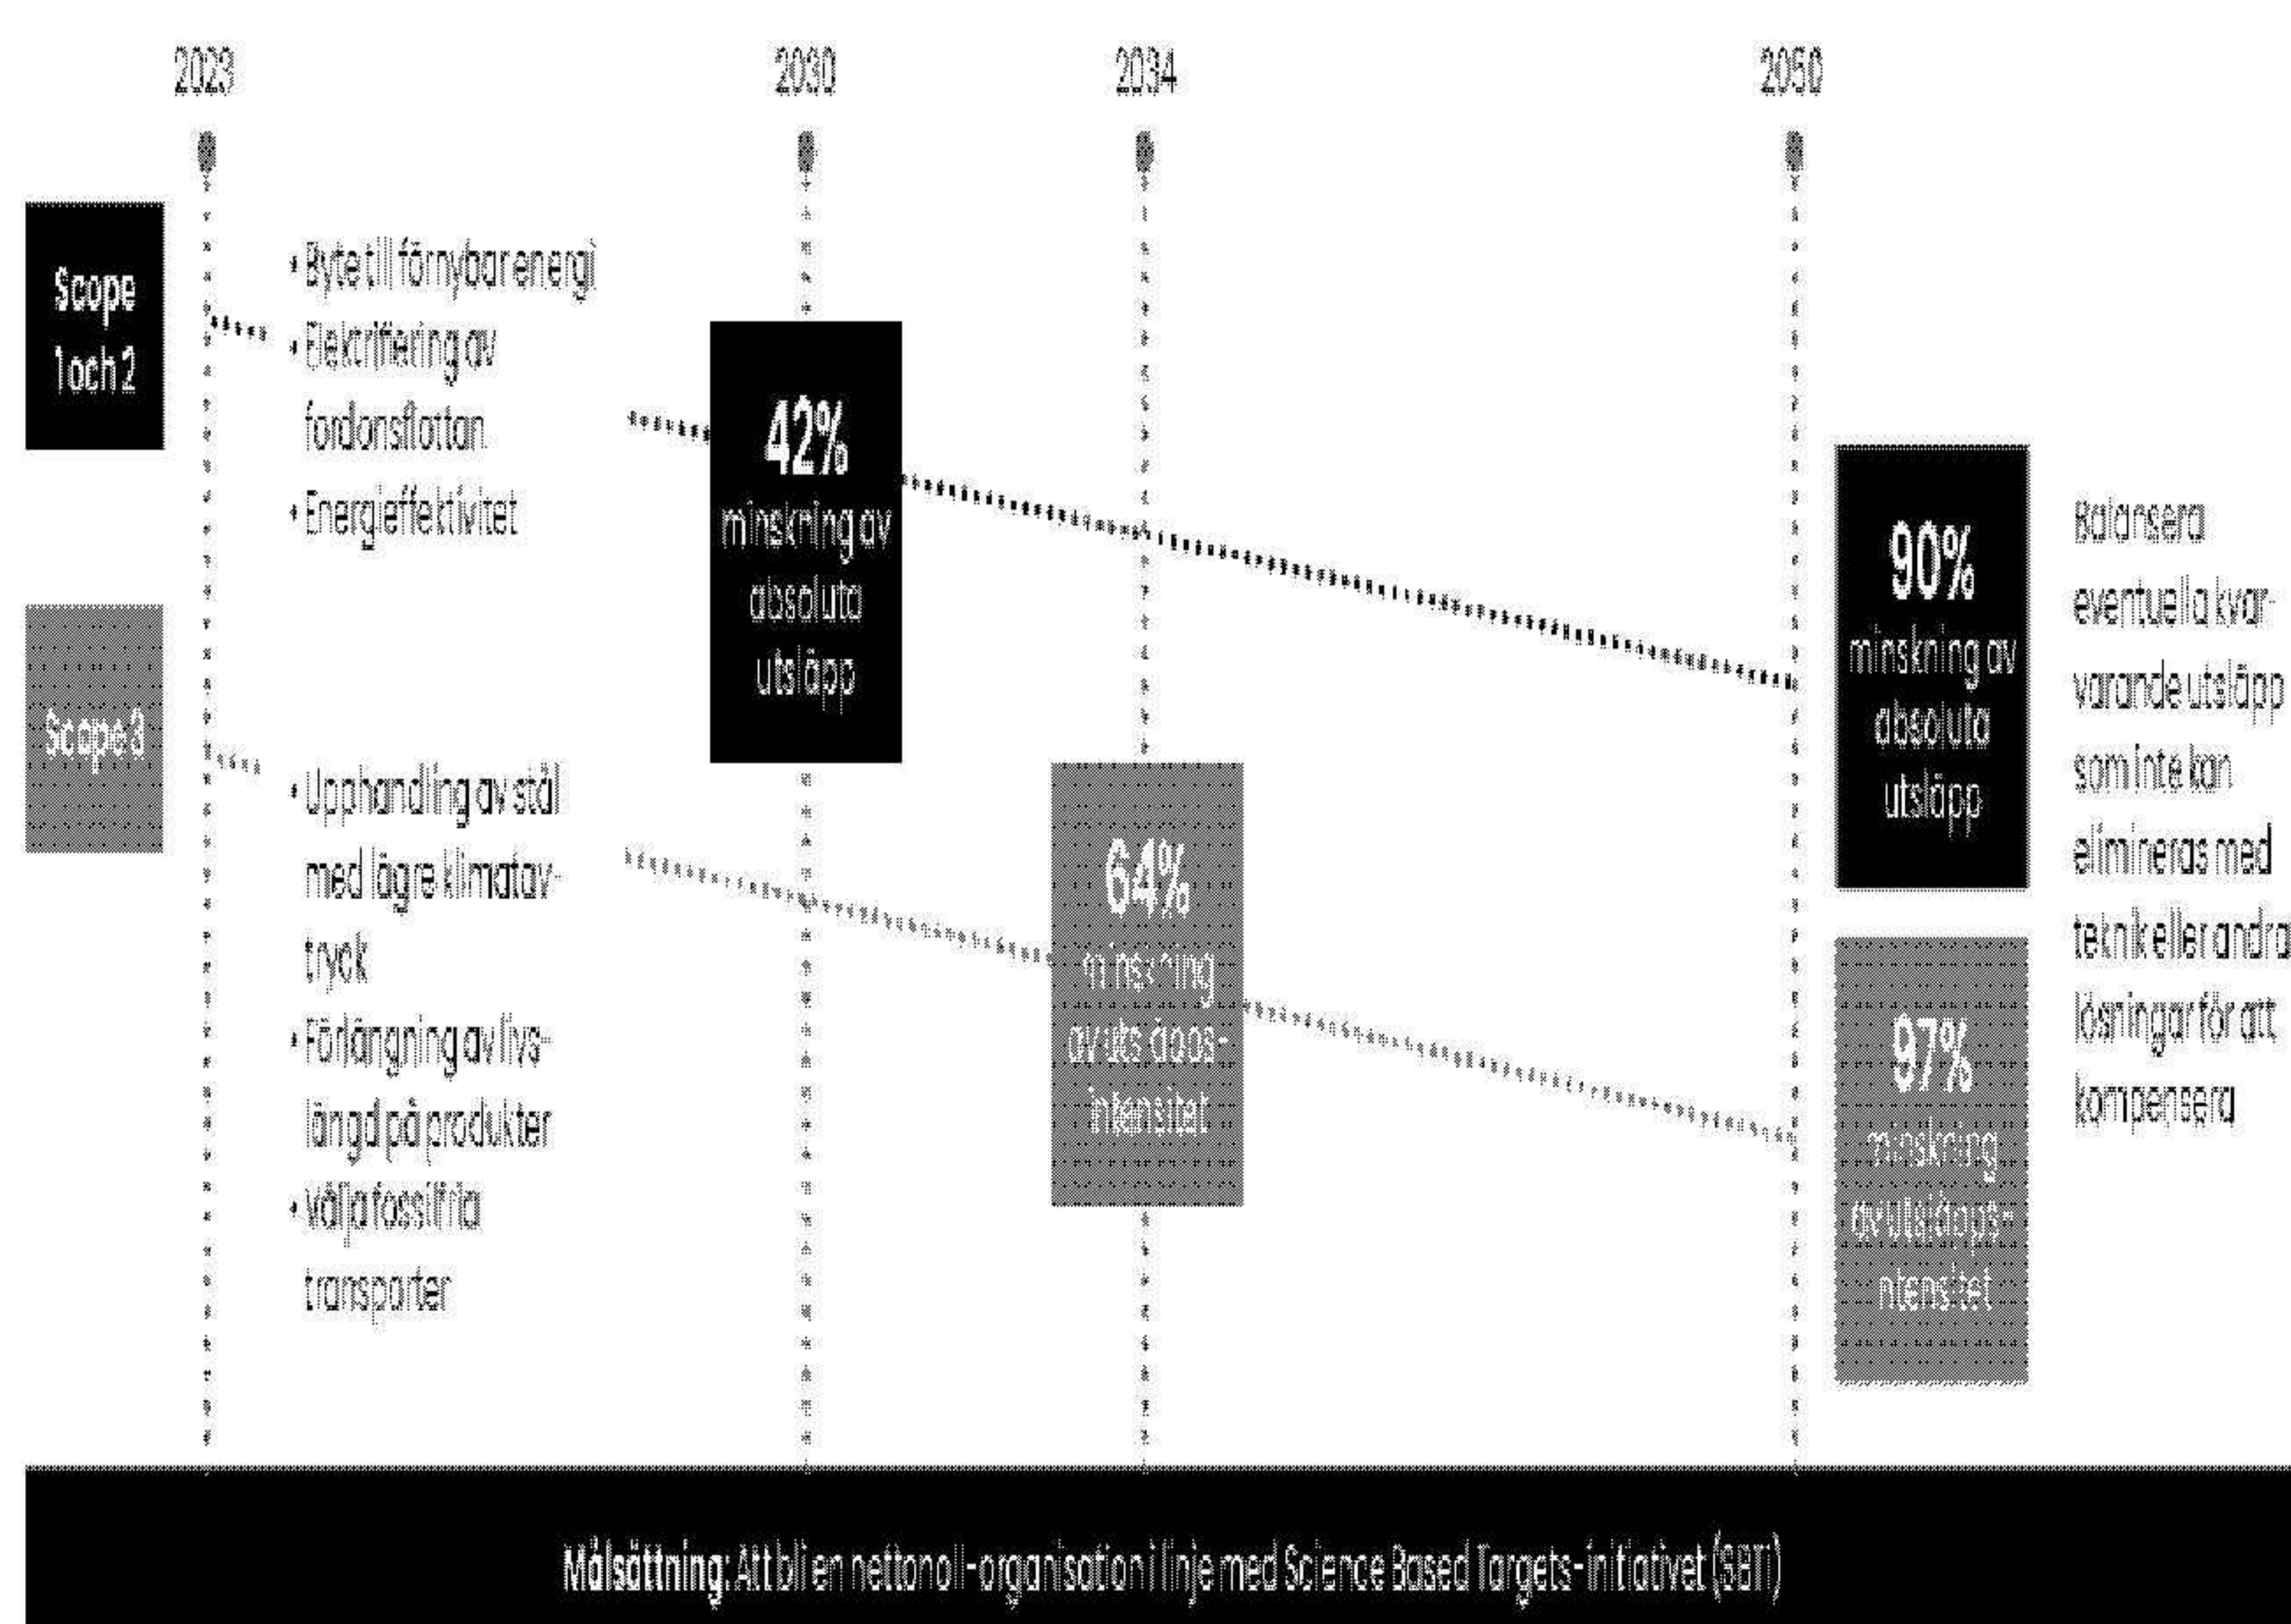 2023
2030
2034
2050
Scope
1 och 2
• Byte till förnybar energi
• Elektrifiering av
fordonsflottan
• Energieffektivitet
42%
minskning av
absoluta
utsläpp
90%
minskning av
absoluta
utsläpp
Balansera
eventuella kvar-
varande utsläpp
som inte kan
elimineras med
teknik eller andra
lösningar för att
kompensera
Scope 3
• Upphandling av stål
med lägre klimatav-
tryck
• Förlängning av livs-
längd på produkter
• Välja fossilfria
transporter
64%
minskning
av utsläpps-
intensitet
97%
minskning
av utsläpps-
intensitet
Målsättning: Att bli en nettonoll-organisation i linje med Science Based Targets-initiativet (SBTi)